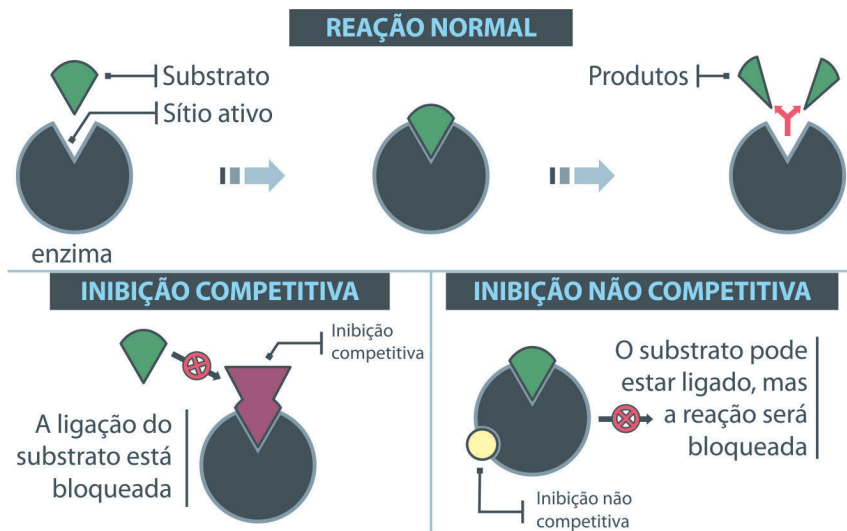 REAÇÃO NORMAL
Substrato
Sítio ativo
enzima
Produtos
INIBIÇÃO COMPETITIVA
Inibição
competitiva
A ligação do
substrato está
bloqueada
INIBIÇÃO NÃO COMPETITIVA
O substrato pode
estar ligado, mas
a reação será
bloqueada
Inibição não
competitiva